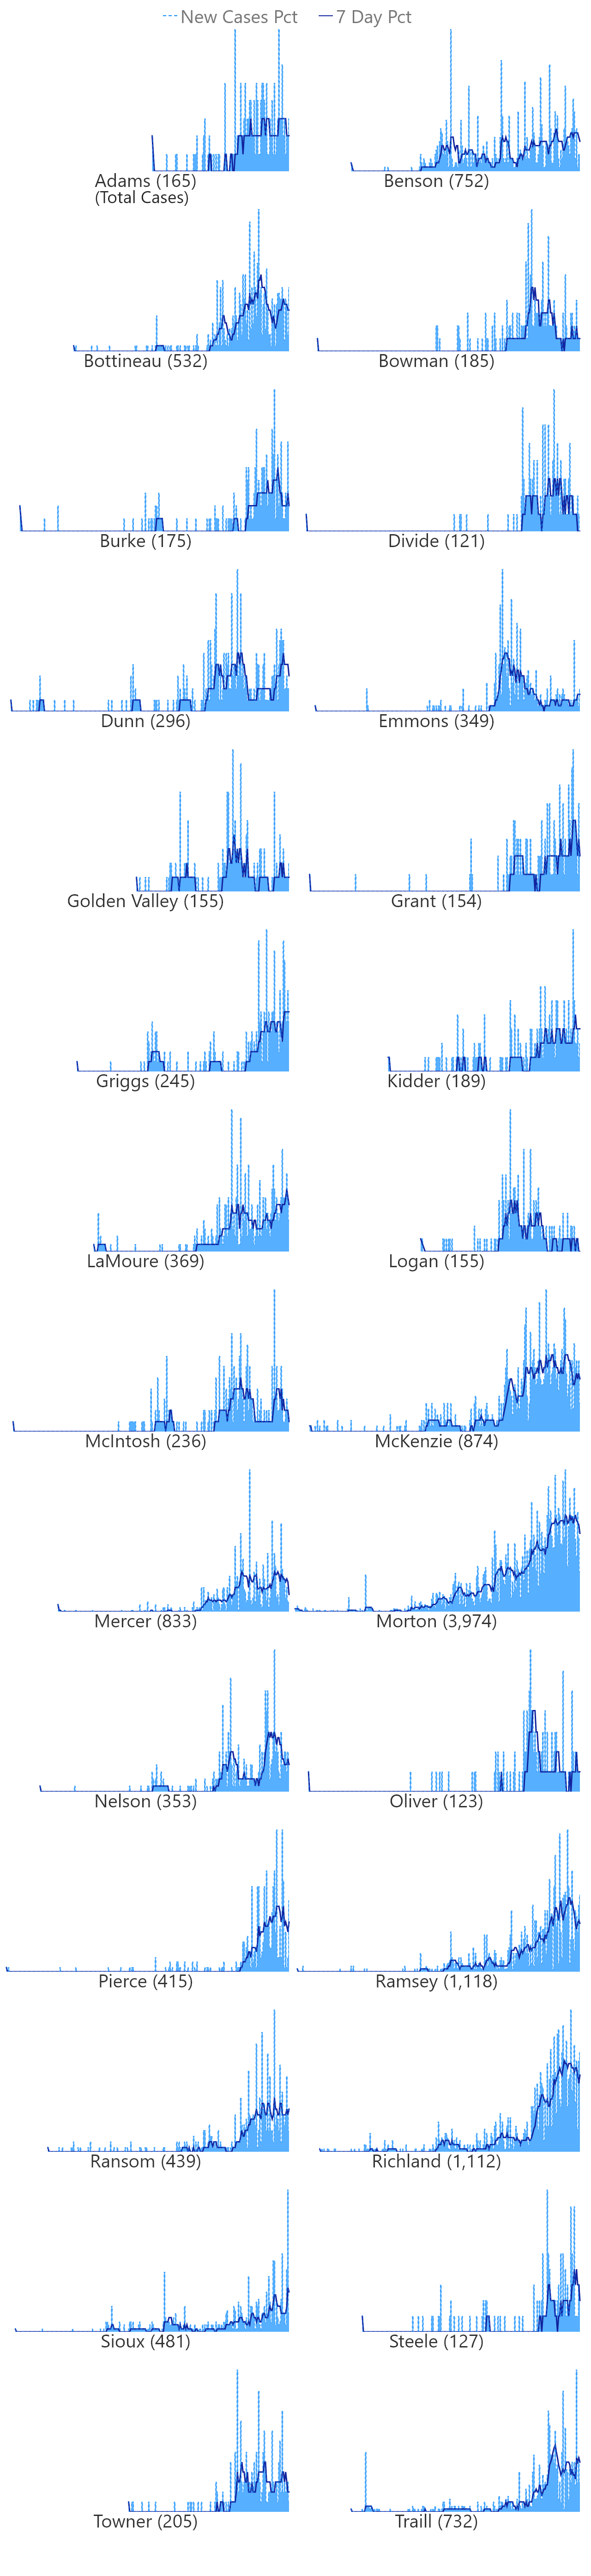 New Cases Pct 7 Day Pct
Adams (165) Benson (752)
(Total Cases)
Bottineau (532) Bowman (185)
Burke (175) Divide (121)
Dunn (296) Emmons (349)
Golden Valley (155) Grant (154)
Griggs (245) Kidder (189)
LaMoure (369) Logan (155)
McIntosh (236) McKenzie (874)
Mercer (833) Morton (3,974)
Nelson (353) Oliver (123)
Pierce (415) Ramsey (1,118)
Ransom (439) Richland (1,112)
Sioux (481) Steele (127)
Towner (205) Traill (732)